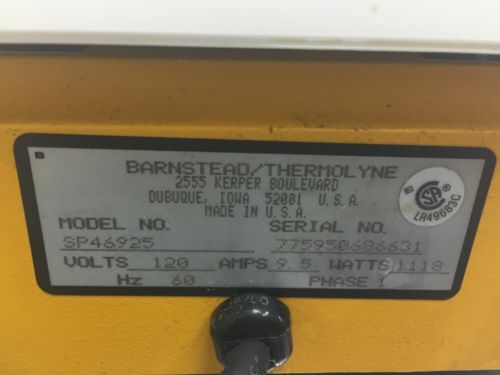 B
BARNSTEAD/THERMOLYNE
2555 KERPER BOULEVARD
DUBUQUE, IOWA 52001 U.S.A.
MADE IN U.S.A.
MODEL NO. SERIAL NO.
SP46925 775950686631
VOLTS 120 AMPS 9.5 WATTS 1118
Hz 60 PHASE 1
LR49683C